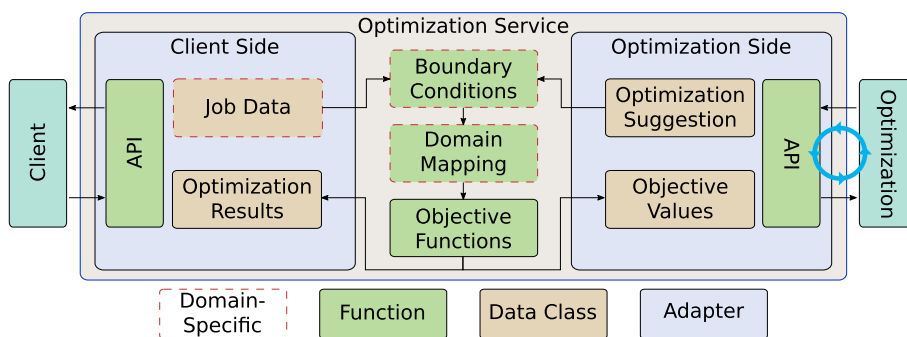 Optimization Service
Client Side
Optimization Side
Client
API
Job Data
Optimization
Results
Boundary
Conditions
Domain
Mapping
Objective
Functions
Optimization
Suggestion
Objective
Values
API
Optimization
Domain-
Specific
Function
Data Class
Adapter